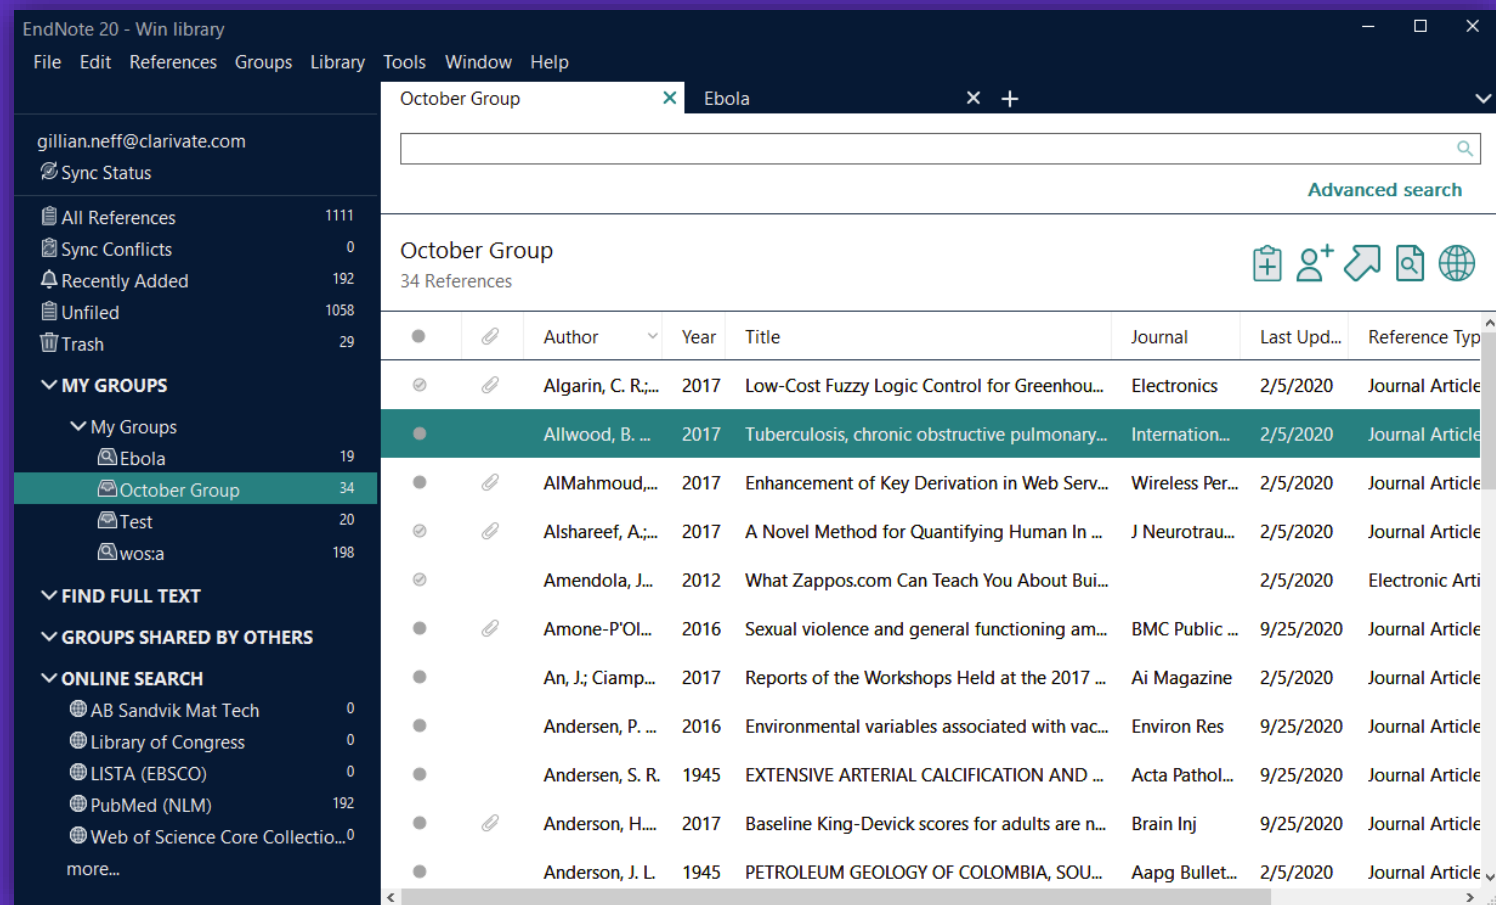 EndNote 20 - Win library
File Edit References Groups Library Tools Window Help
October Group
Ebola
gillian.neff@clarivate.com
Sync Status
All References 1111
Sync Conflicts 0
Recently Added 192
Unfiled 1058
Trash 29
MY GROUPS
My Groups
Ebola 19
October Group 34
Test 20
wos:a 198
FIND FULL TEXT
GROUPS SHARED BY OTHERS
ONLINE SEARCH
AB Sandvik Mat Tech 0
Library of Congress 0
LISTA (EBSCO) 0
PubMed (NLM) 192
Web of Science Core Collectio... 0
more...
Advanced search
October Group
34 References
Author Year Title Journal Last Upd... Reference Typ
Algarin, C. R.;... 2017 Low-Cost Fuzzy Logic Control for Greenhou... Electronics 2/5/2020 Journal Article
Allwood, B. ... 2017 Tuberculosis, chronic obstructive pulmonary... Internation... 2/5/2020 Journal Article
AlMahmoud,... 2017 Enhancement of Key Derivation in Web Serv... Wireless Per... 2/5/2020 Journal Article
Alshareef, A.;... 2017 A Novel Method for Quantifying Human In ... J Neurotrau... 2/5/2020 Journal Article
Amendola, J... 2012 What Zappos.com Can Teach You About Bui... 2/5/2020 Electronic Arti
Amone-P'Ol... 2016 Sexual violence and general functioning am... BMC Public ... 9/25/2020 Journal Article
An, J.; Ciamp... 2017 Reports of the Workshops Held at the 2017 ... Ai Magazine 2/5/2020 Journal Article
Andersen, P. ... 2016 Environmental variables associated with vac... Environ Res 9/25/2020 Journal Article
Andersen, S. R. 1945 EXTENSIVE ARTERIAL CALCIFICATION AND ... Acta Pathol... 9/25/2020 Journal Article
Anderson, H.... 2017 Baseline King-Devick scores for adults are n... Brain Inj 9/25/2020 Journal Article
Anderson, J. L. 1945 PETROLEUM GEOLOGY OF COLOMBIA, SOU... Aapg Bullet... 2/5/2020 Journal Article